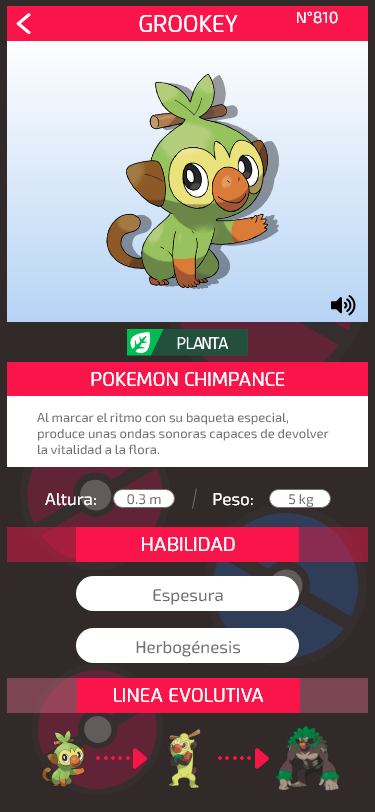 GROOKEY
N°810
PLANTA
POKEMON CHIMPANCE
Al marcar el ritmo con su baqueta especial,
produce unas ondas sonoras capaces de devolver
la vitalidad a la flora.
Altura: 0.3 m / Peso: 5 kg
HABILIDAD
Espesura
Herbogénesis
LINEA EVOLUTIVA